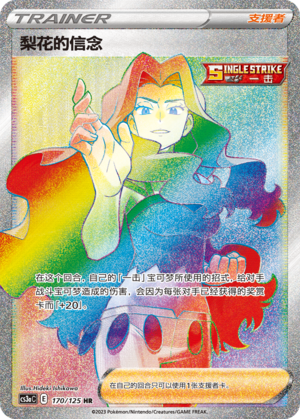 TRAINER 支援者
梨花的信念
SINGLE STRIKE
一击
在这个回合，自己的「一击」宝可梦所使用的招式，给对手
战斗宝可梦造成的伤害，会因为每张对手已经获得的奖赏
卡而「+20」。
Illus. Hideki Ishikawa
cs3aC E 170/125 HR
在自己的回合只可以使用1张支援者卡。
©2023 Pokémon/Nintendo/Creatures/GAME FREAK.